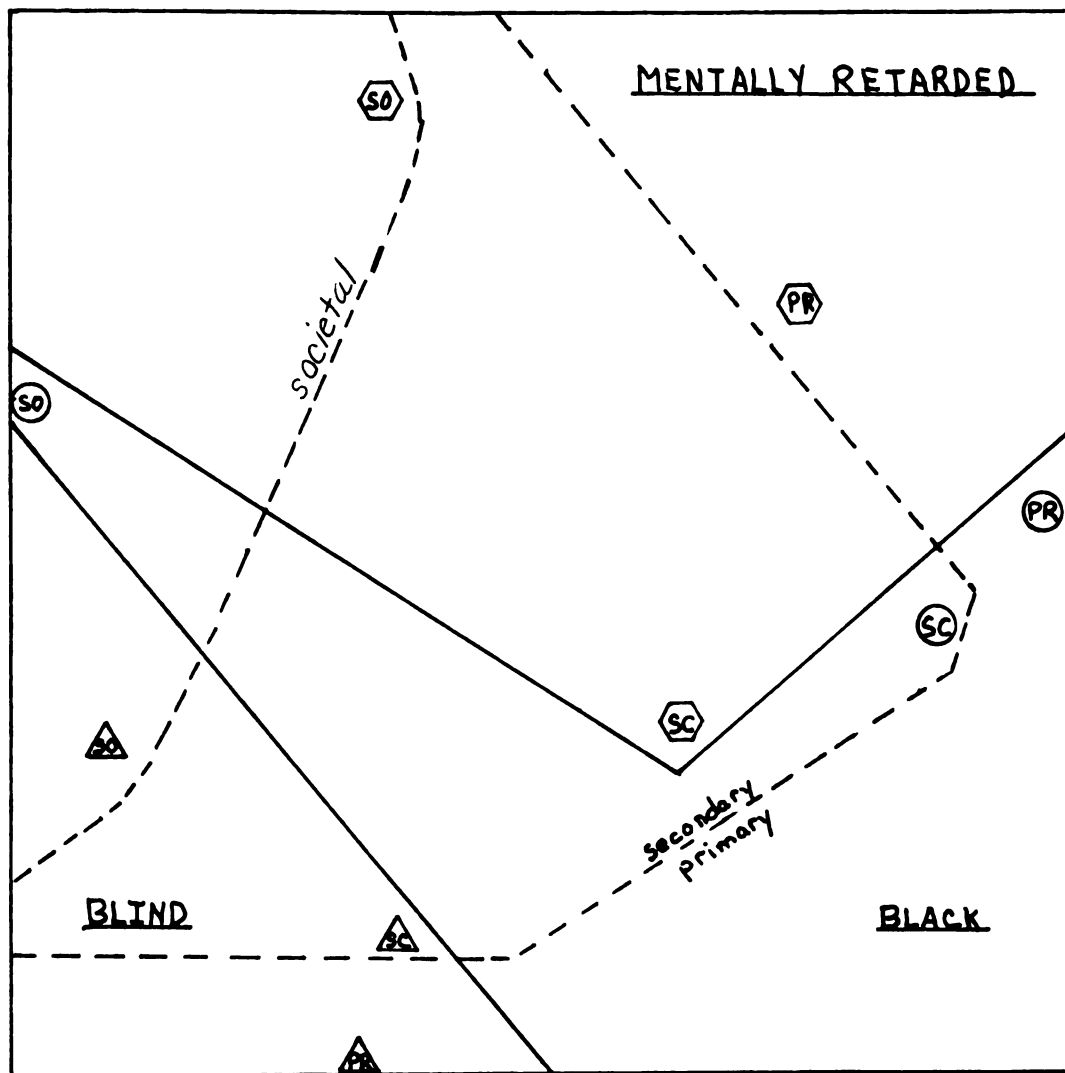 MENTALLY RETARDED
SO
societal
PR
SO
PR
SC
SC
SO
secondary
primary
BLIND
BLACK
SC
PR